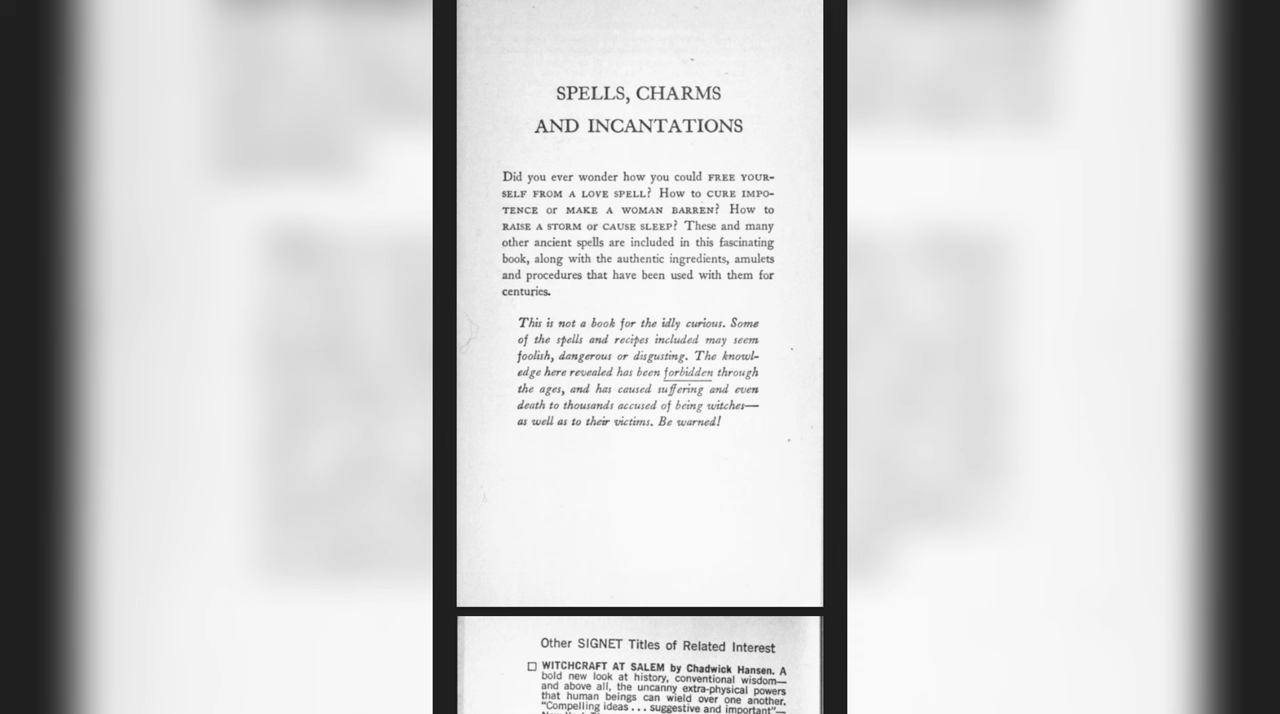 SPELLS, CHARMS
AND INCANTATIONS
Did you ever wonder how you could FREE YOUR-
SELF FROM A LOVE SPELL? How to CURE IMPO-
TENCE or MAKE A WOMAN BARREN? How to
RAISE A STORM or CAUSE SLEEP? These and many
other ancient spells are included in this fascinating
book, along with the authentic ingredients, amulets
and procedures that have been used with them for
centuries.
This is not a book for the idly curious. Some
of the spells and recipes included may seem
foolish, dangerous or disgusting. The knowl-
edge here revealed has been forbidden through
the ages, and has caused suffering and even
death to thousands accused of being witches—
as well as to their victims. Be warned!
Other SIGNET Titles of Related Interest
□ WITCHCRAFT AT SALEM by Chadwick Hansen. A
bold new look at history, conventional wisdom—
and above all, the uncanny extra-physical powers
that human beings can wield over one another.
"Compelling ideas . . . suggestive and important"—